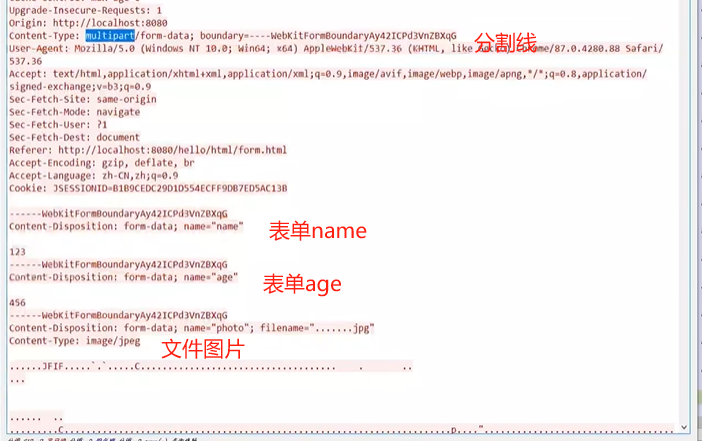 Upgrade-Insecure-Requests: 1
Origin: http://localhost:8080
Content-Type: multipart/form-data; boundary=----WebKitFormBoundaryAy42ICPd3VnZBXqG
分割线
User-Agent: Mozilla/5.0 (Windows NT 10.0; Win64; x64) AppleWebKit/537.36 (KHTML, like Gecko) Chrome/87.0.4280.88 Safari/
537.36
Accept: text/html,application/xhtml+xml,application/xml;q=0.9,image/avif,image/webp,image/apng,*/*;q=0.8,application/
signed-exchange;v=b3;q=0.9
Sec-Fetch-Site: same-origin
Sec-Fetch-Mode: navigate
Sec-Fetch-User: ?1
Sec-Fetch-Dest: document
Referer: http://localhost:8080/hello/html/form.html
Accept-Encoding: gzip, deflate, br
Accept-Language: zh-CN,zh;q=0.9
Cookie: JSESSIONID=B1B9CEDC29D1D554ECFF9DB7ED5AC13B
------WebKitFormBoundaryAy42ICPd3VnZBXqG
Content-Disposition: form-data; name="name"
表单name
123
------WebKitFormBoundaryAy42ICPd3VnZBXqG
Content-Disposition: form-data; name="age"
表单age
456
------WebKitFormBoundaryAy42ICPd3VnZBXqG
Content-Disposition: form-data; name="photo"; filename=".......jpg"
Content-Type: image/jpeg
文件图片
......JFIF.....`.`.....C.................................... . ..
...
...... ..
........C..........................................................p...."..............................